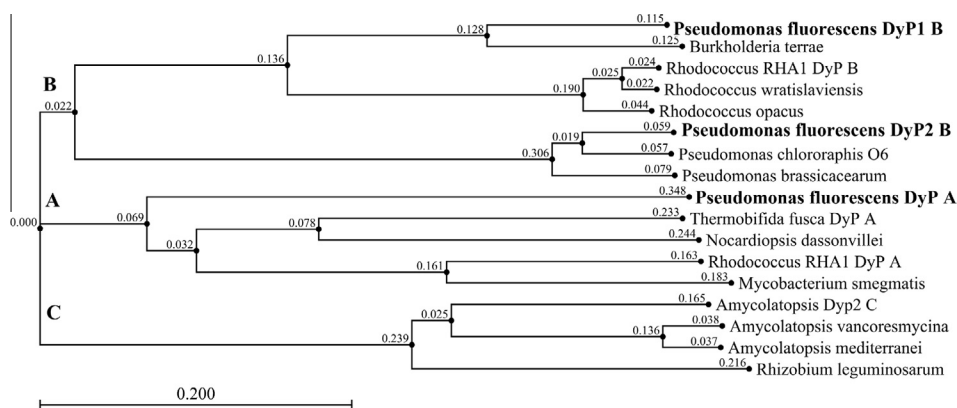 0.115
Pseudomonas fluorescens DyP1 B
0.128
0.125
Burkholderia terrae
0.136
0.024
Rhodococcus RHA1 DyP B
0.025
0.022
Rhodococcus wratislaviensis
0.190
0.044
Rhodococcus opacus
B
0.022
0.059
Pseudomonas fluorescens DyP2 B
0.019
0.057
Pseudomonas chlororaphis O6
0.306
0.079
Pseudomonas brassicacearum
A
0.348
Pseudomonas fluorescens DyP A
0.000
0.069
0.233
Thermobifida fusca DyP A
0.078
0.244
Nocardiopsis dassonvillei
0.032
0.163
Rhodococcus RHA1 DyP A
0.161
0.183
Mycobacterium smegmatis
C
0.165
Amycolatopsis Dyp2 C
0.025
0.038
Amycolatopsis vancoresmycina
0.136
0.037
Amycolatopsis mediterranei
0.239
0.216
Rhizobium leguminosarum
0.200